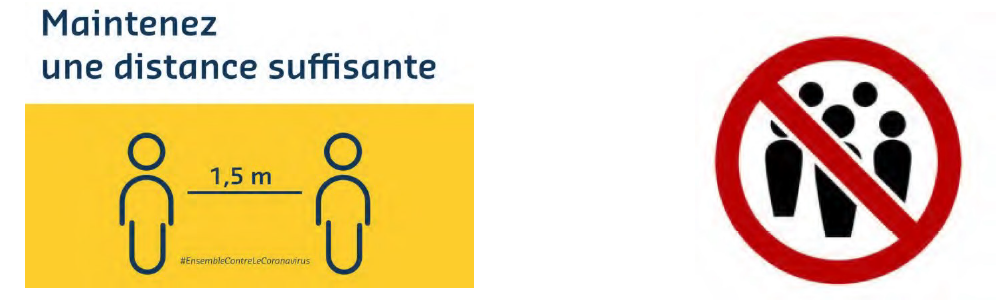 Maintenez
une distance suffisante
1,5 m
#EnsembleContreLeCoronavirus